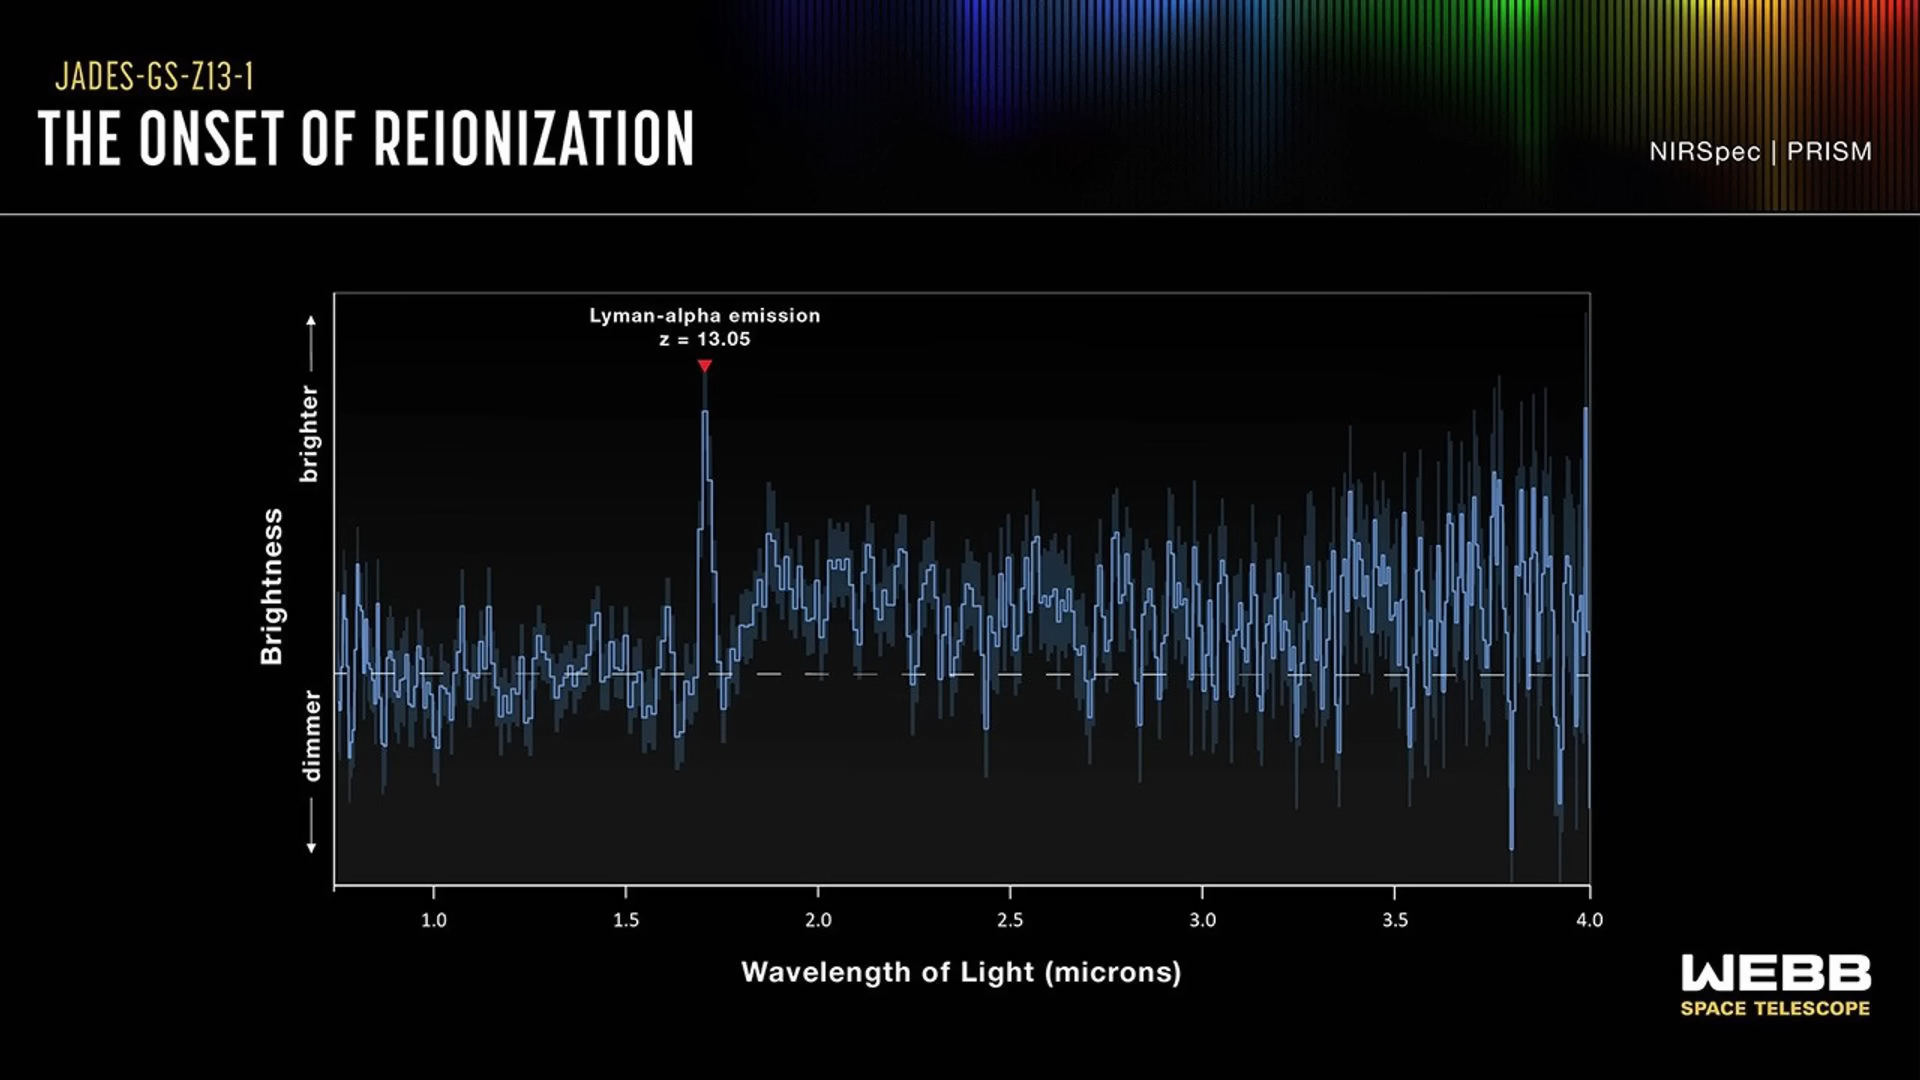 JADES-GS-Z13-1
THE ONSET OF REIONIZATION
NIRSpec | PRISM
Lyman-alpha emission
z = 13.05
brighter
Brightness
dimmer
1.0 1.5 2.0 2.5 3.0 3.5 4.0
Wavelength of Light (microns)
WEBB
SPACE TELESCOPE